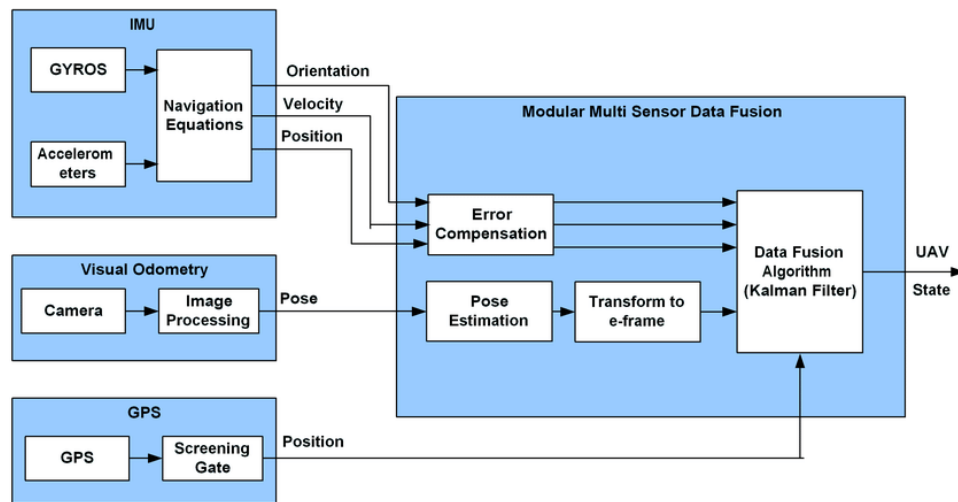 IMU
GYROS
Accelerom
eters
Navigation
Equations
Orientation
Velocity
Position
Modular Multi Sensor Data Fusion
Error
Compensation
Pose
Estimation
Transform to
e-frame
Data Fusion
Algorithm
(Kalman Filter)
UAV
State
Visual Odometry
Camera
Image
Processing
Pose
GPS
GPS
Screening
Gate
Position